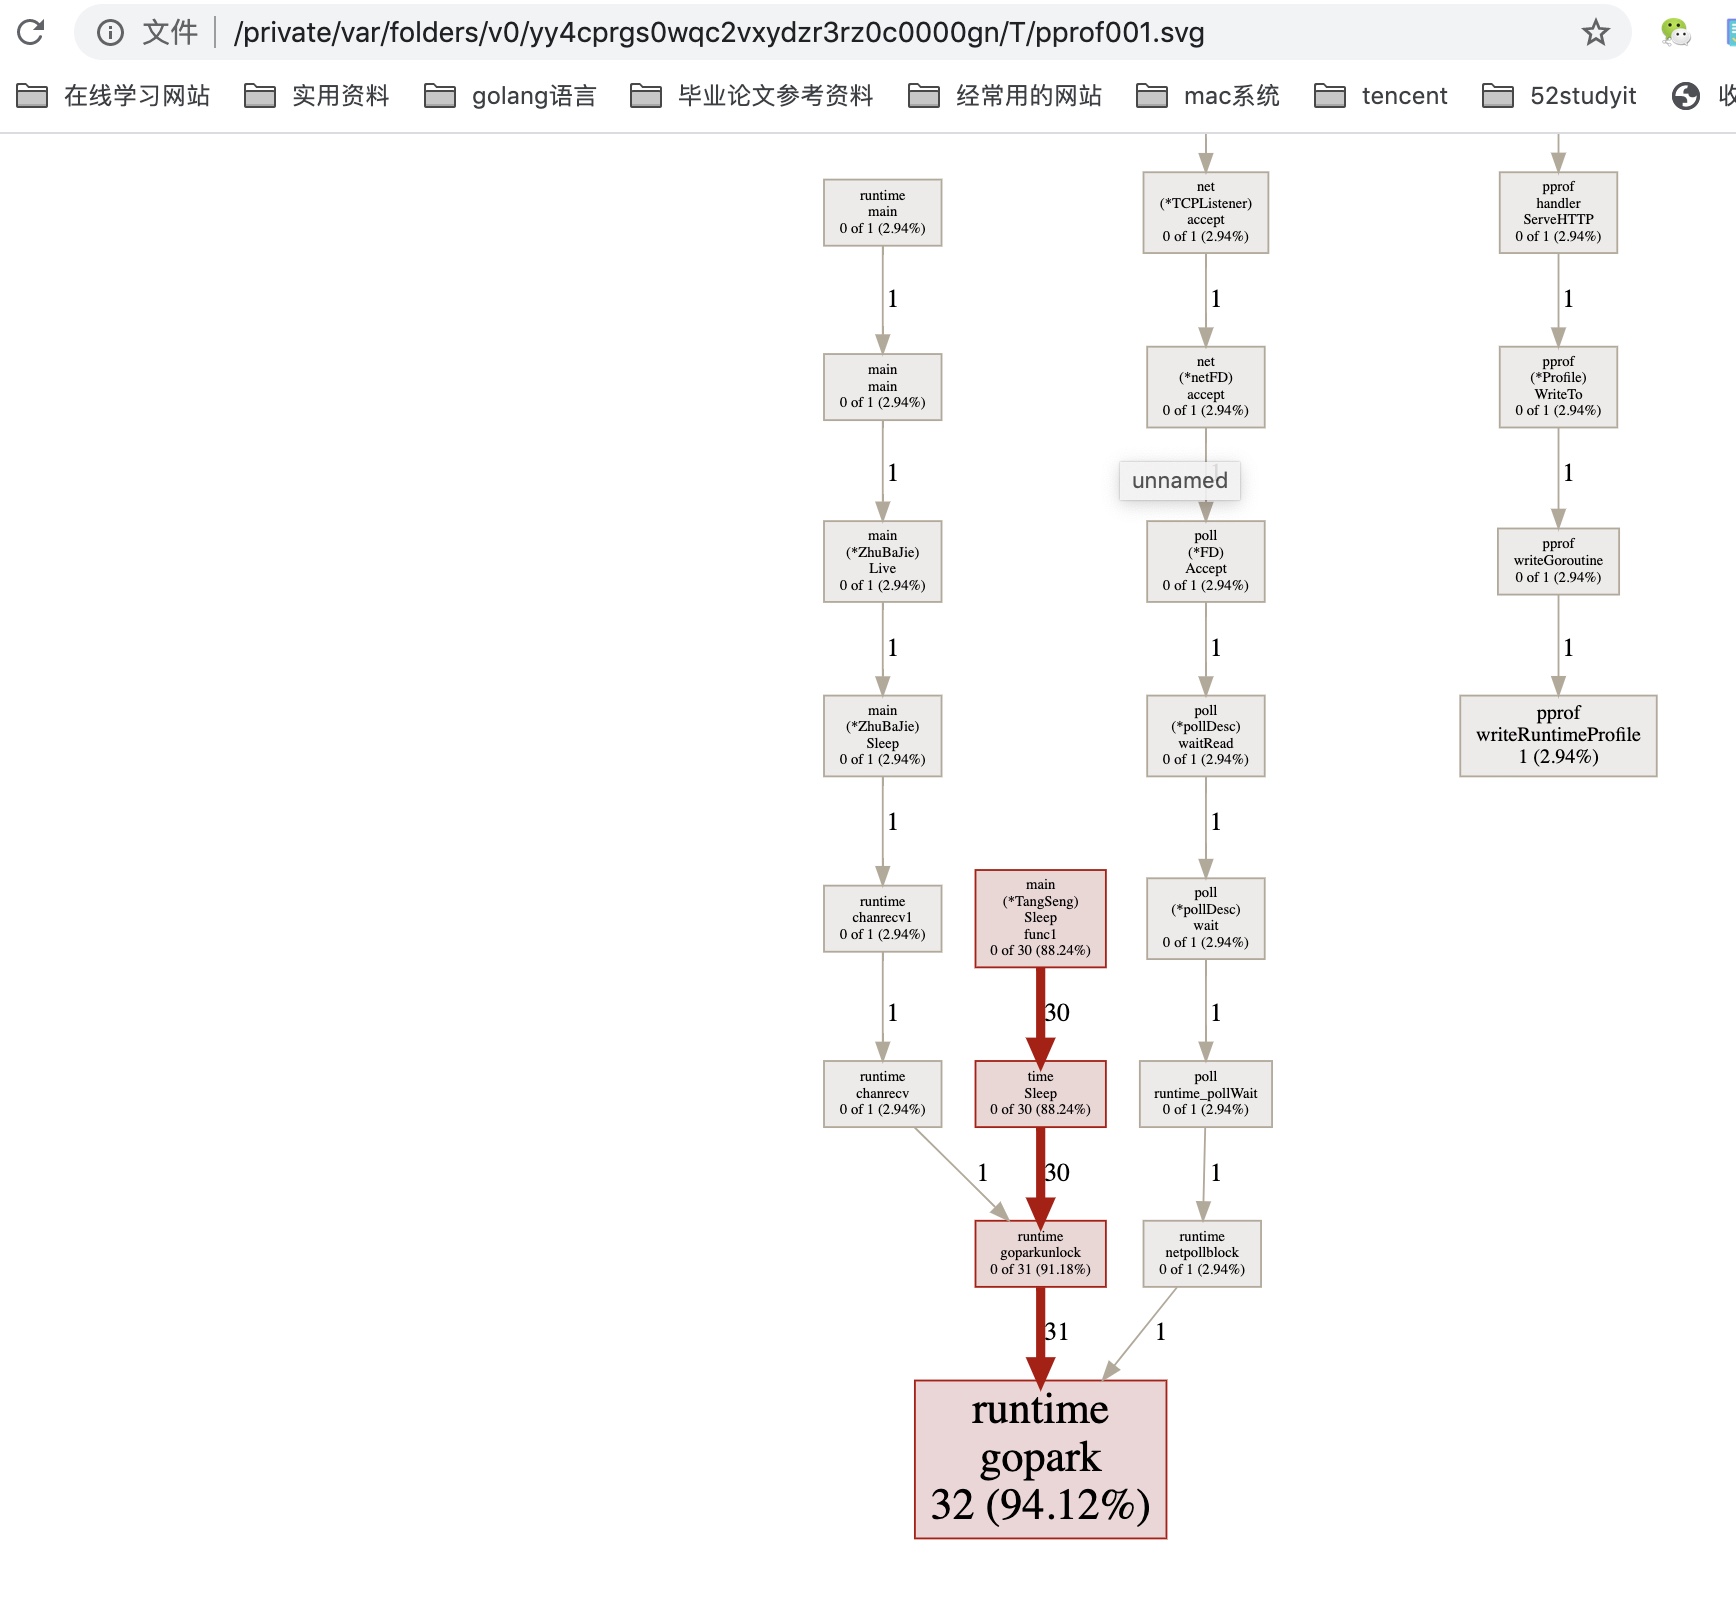 文件
/private/var/folders/v0/yy4cprgs0wqc2vxydzr3rz0c0000gn/T/pprof001.svg
在线学习网站
实用资料
golang语言
毕业论文参考资料
经常用的网站
mac系统
tencent
52studyit
收
runtime
main
0 of 1 (2.94%)
1
main
main
0 of 1 (2.94%)
1
main
(*ZhuBaJie)
Live
0 of 1 (2.94%)
1
main
(*ZhuBaJie)
Sleep
0 of 1 (2.94%)
1
runtime
chanrecv1
0 of 1 (2.94%)
1
runtime
chanrecv
0 of 1 (2.94%)
1
main
(*TangSeng)
Sleep
func1
0 of 30 (88.24%)
30
time
Sleep
0 of 30 (88.24%)
30
runtime
goparkunlock
0 of 31 (91.18%)
31
runtime
gopark
32 (94.12%)
net
(*TCPListener)
accept
0 of 1 (2.94%)
1
net
(*netFD)
accept
0 of 1 (2.94%)
unnamed
poll
(*FD)
Accept
0 of 1 (2.94%)
1
poll
(*pollDesc)
waitRead
0 of 1 (2.94%)
1
poll
(*pollDesc)
wait
0 of 1 (2.94%)
1
poll
runtime_pollWait
0 of 1 (2.94%)
1
runtime
netpollblock
0 of 1 (2.94%)
1
pprof
handler
ServeHTTP
0 of 1 (2.94%)
1
pprof
(*Profile)
WriteTo
0 of 1 (2.94%)
1
pprof
writeGoroutine
0 of 1 (2.94%)
1
pprof
writeRuntimeProfile
1 (2.94%)